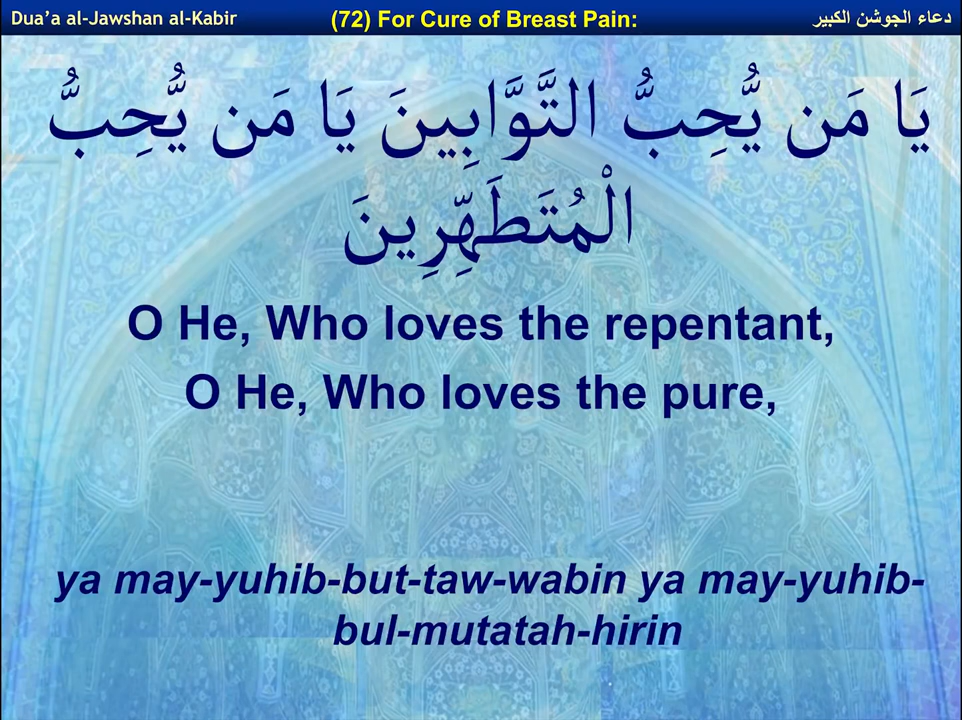 Dua'a al-Jawshan al-Kabir (72) For Cure of Breast Pain: دعاء الجوشن الكبير
يَا مَن يُّحِبُّ التَّوَّابِينَ يَا مَن يُّحِبُّ
الْمُتَطَهِّرِينَ
O He, Who loves the repentant,
O He, Who loves the pure,
ya may-yuhib-but-taw-wabin ya may-yuhib-
bul-mutatah-hirin